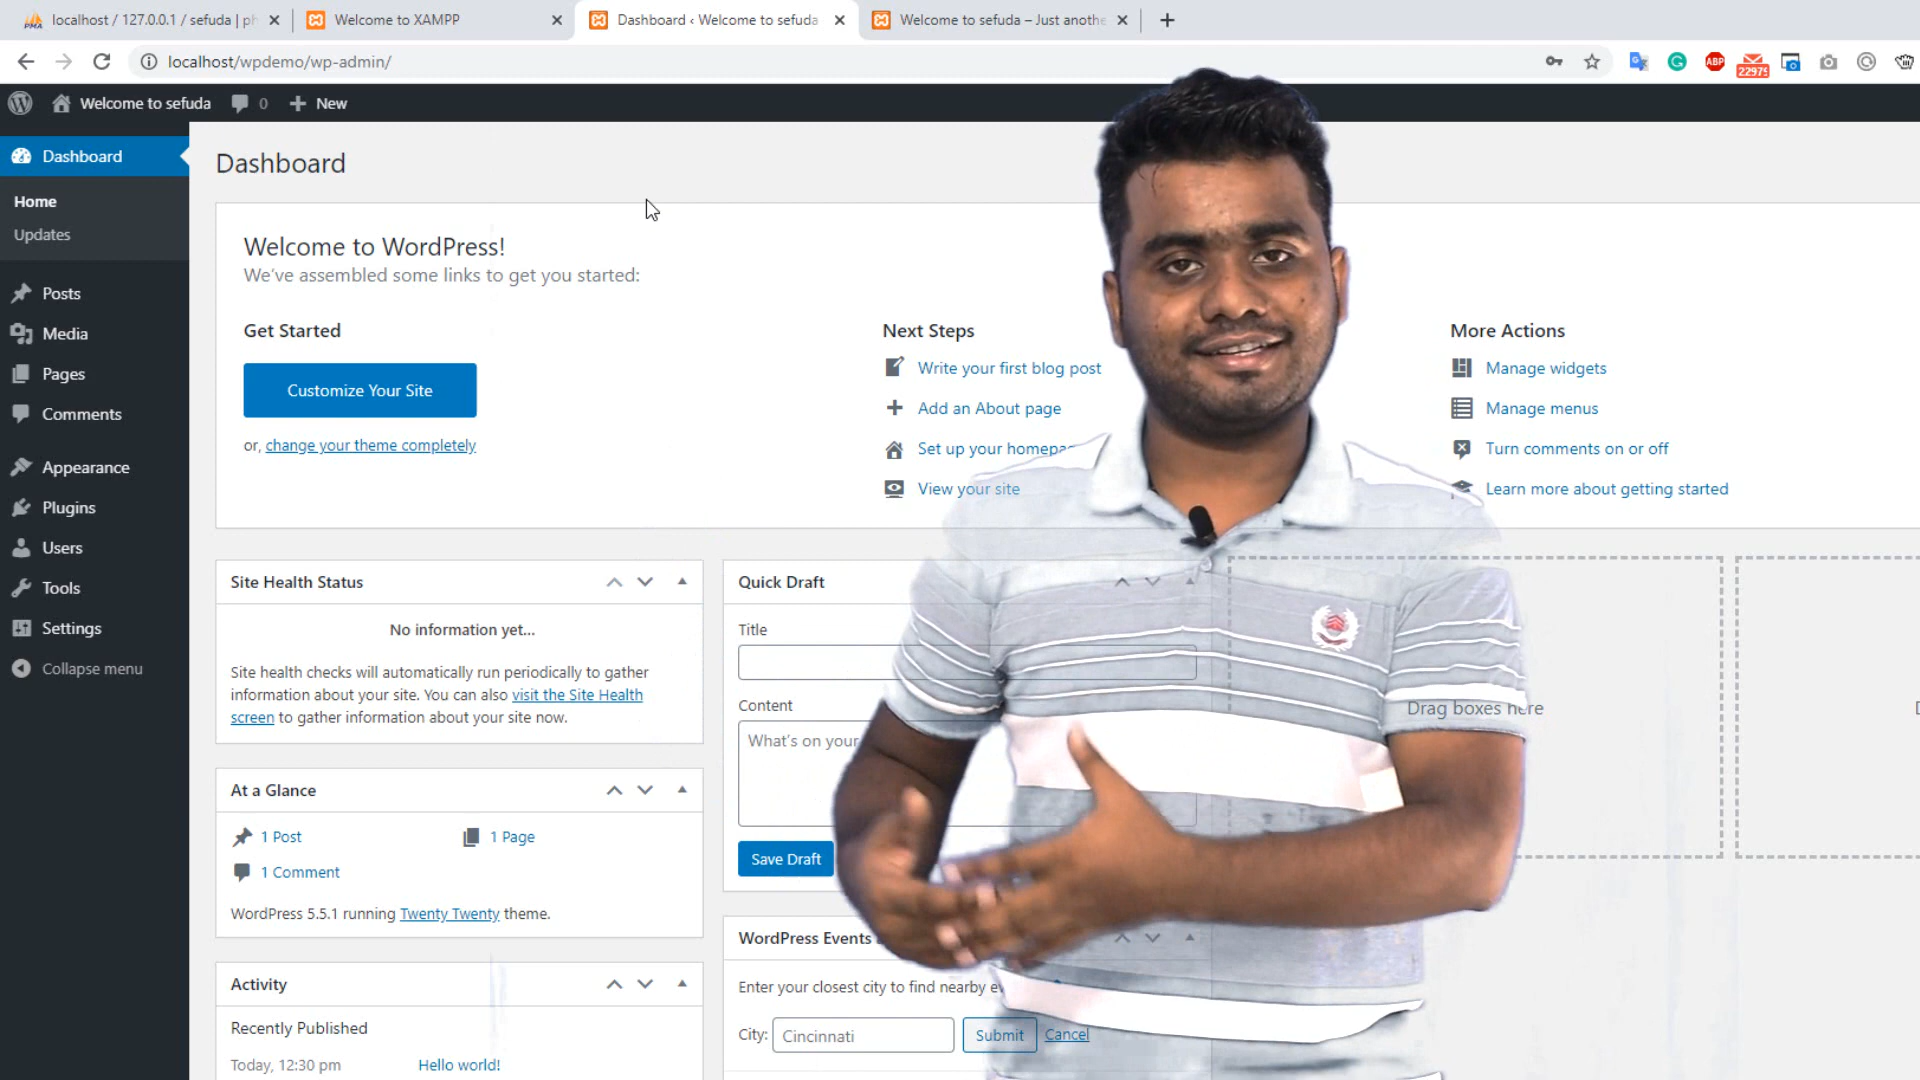 localhost / 127.0.0.1 / sefuda | ph
Welcome to XAMPP
Dashboard ‹ Welcome to sefuda
Welcome to sefuda – Just anothe
localhost/wpdemo/wp-admin/
ABP
22975
Welcome to sefuda
0
New
Dashboard
Home
Updates
Posts
Media
Pages
Comments
Appearance
Plugins
Users
Tools
Settings
Collapse menu
Dashboard
Welcome to WordPress!
We've assembled some links to get you started:
Get Started
Customize Your Site
or, change your theme completely
Next Steps
Write your first blog post
Add an About page
Set up your homepa
View your site
More Actions
Manage widgets
Manage menus
Turn comments on or off
Learn more about getting started
Site Health Status
No information yet...
Site health checks will automatically run periodically to gather
information about your site. You can also visit the Site Health
screen to gather information about your site now.
At a Glance
1 Post
1 Page
1 Comment
WordPress 5.5.1 running Twenty Twenty theme.
Activity
Recently Published
Today, 12:30 pm
Hello world!
Quick Draft
Title
Content
What's on your
Save Draft
WordPress Events
Enter your closest city to find nearby
City:
Cincinnati
Submit
Cancel
Drag boxes here